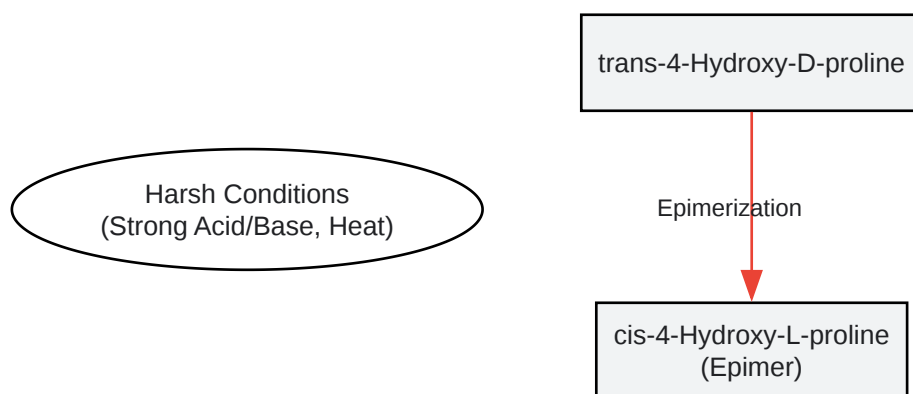 trans-4-Hydroxy-D-proline
Harsh Conditions
(Strong Acid/Base, Heat)
Epimerization
cis-4-Hydroxy-L-proline
(Epimer)